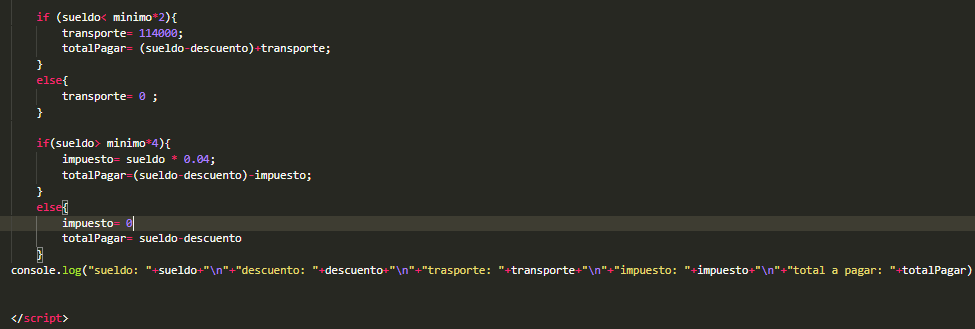 if (sueldo< minimo*2){
transporte= 114000;
totalPagar= (sueldo-descuento)+transporte;
}
else{
transporte= 0 ;
}
if(sueldo> minimo*4){
impuesto= sueldo * 0.04;
totalPagar=(sueldo-descuento)-impuesto;
}
else{
impuesto= 0
totalPagar= sueldo-descuento
}
console.log("sueldo: "+sueldo+"\n"+"descuento: "+descuento+"\n"+"trasporte: "+transporte+"\n"+"impuesto: "+impuesto+"\n"+"total a pagar: "+totalPagar)
</script>